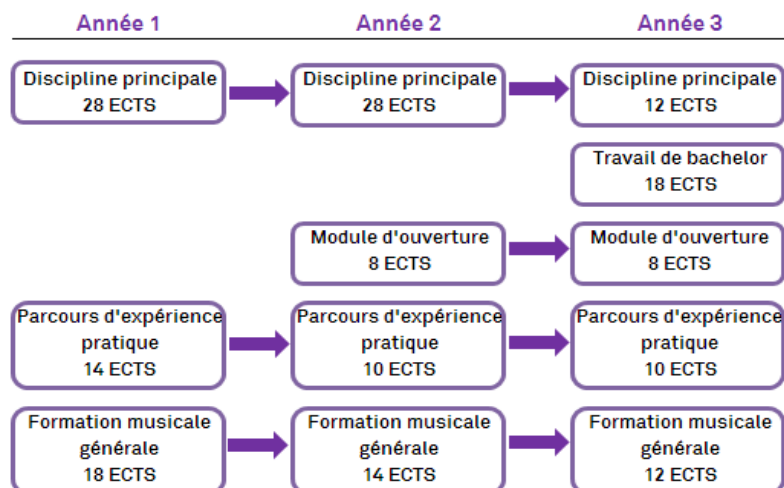 Année 1
Année 2
Année 3
Discipline principale
28 ECTS
Discipline principale
28 ECTS
Discipline principale
12 ECTS
Travail de bachelor
18 ECTS
Module d'ouverture
8 ECTS
Module d'ouverture
8 ECTS
Parcours d'expérience
pratique
14 ECTS
Parcours d'expérience
pratique
10 ECTS
Parcours d'expérience
pratique
10 ECTS
Formation musicale
générale
18 ECTS
Formation musicale
générale
14 ECTS
Formation musicale
générale
12 ECTS